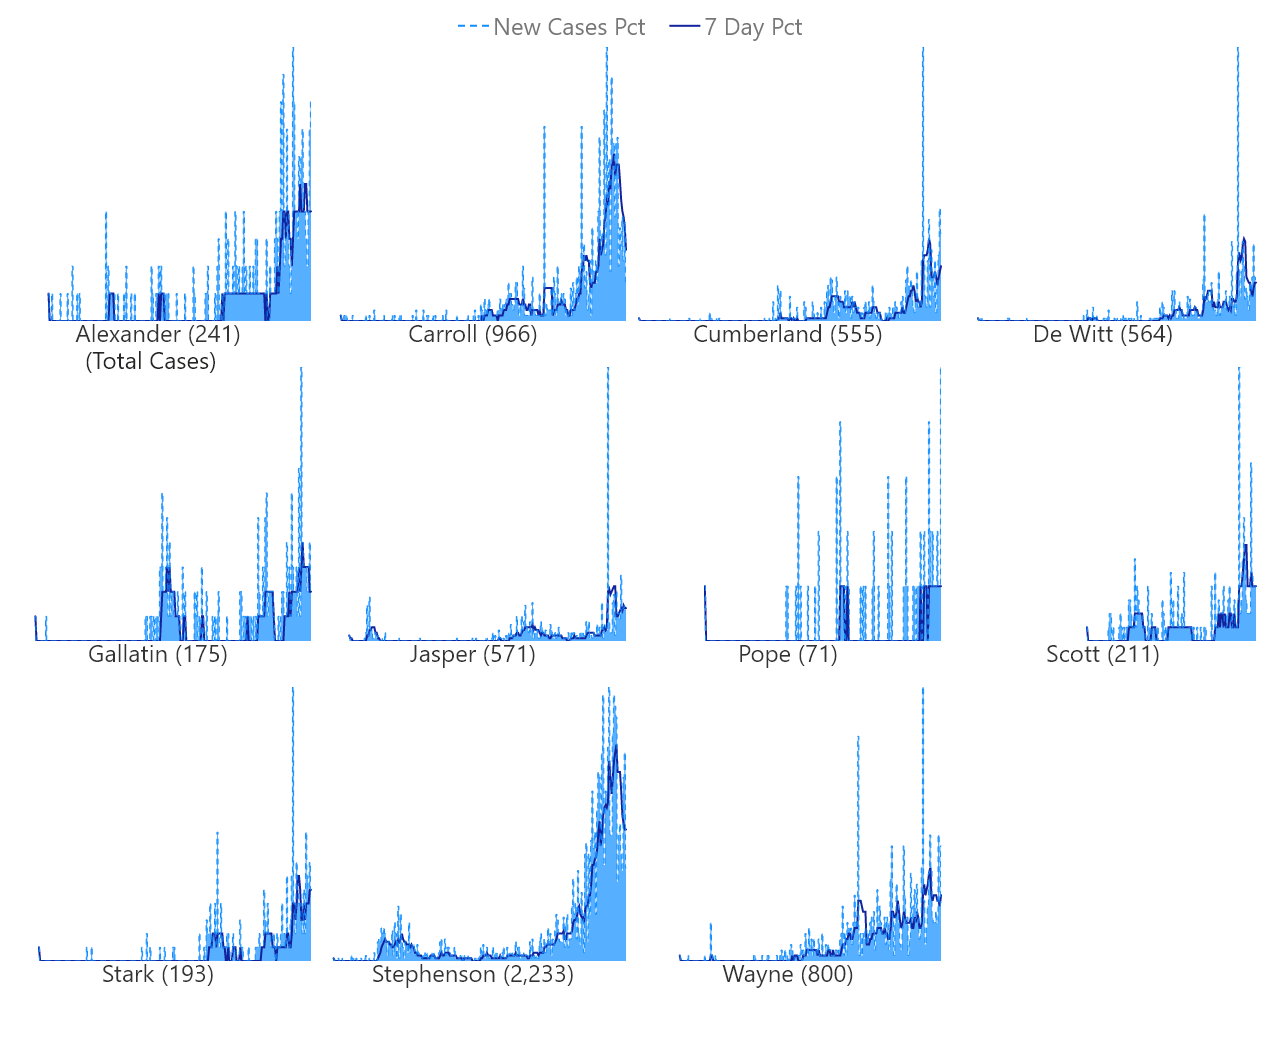 New Cases Pct 7 Day Pct
Alexander (241) Carroll (966) Cumberland (555) De Witt (564)
(Total Cases)
Gallatin (175) Jasper (571) Pope (71) Scott (211)
Stark (193) Stephenson (2,233) Wayne (800)